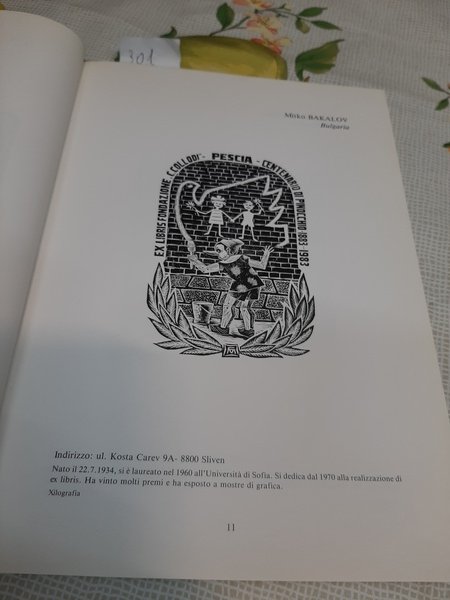 301
Mitko BAKALOV
Bulgaria
EX LIBRIS FONDAZIONE "C. COLLODI" - PESCIA - CENTENARIO DI PINOCCHIO 1883 - 1983
Indirizzo: ul. Kosta Carev 9A- 8800 Sliven
Nato il 22.7.1934, si è laureato nel 1960 all'Università di Sofia. Si dedica dal 1970 alla realizzazione di
ex libris. Ha vinto molti premi e ha esposto a mostre di grafica.
Xilografia
11